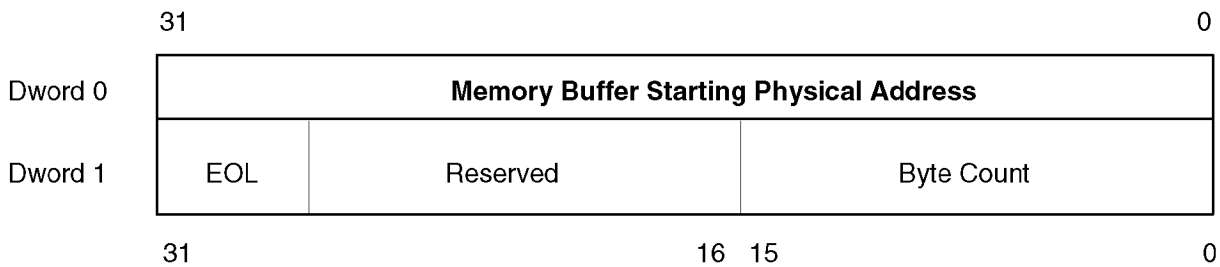 31 0
Dword 0 Memory Buffer Starting Physical Address
Dword 1 EOL Reserved Byte Count
31 16 15 0